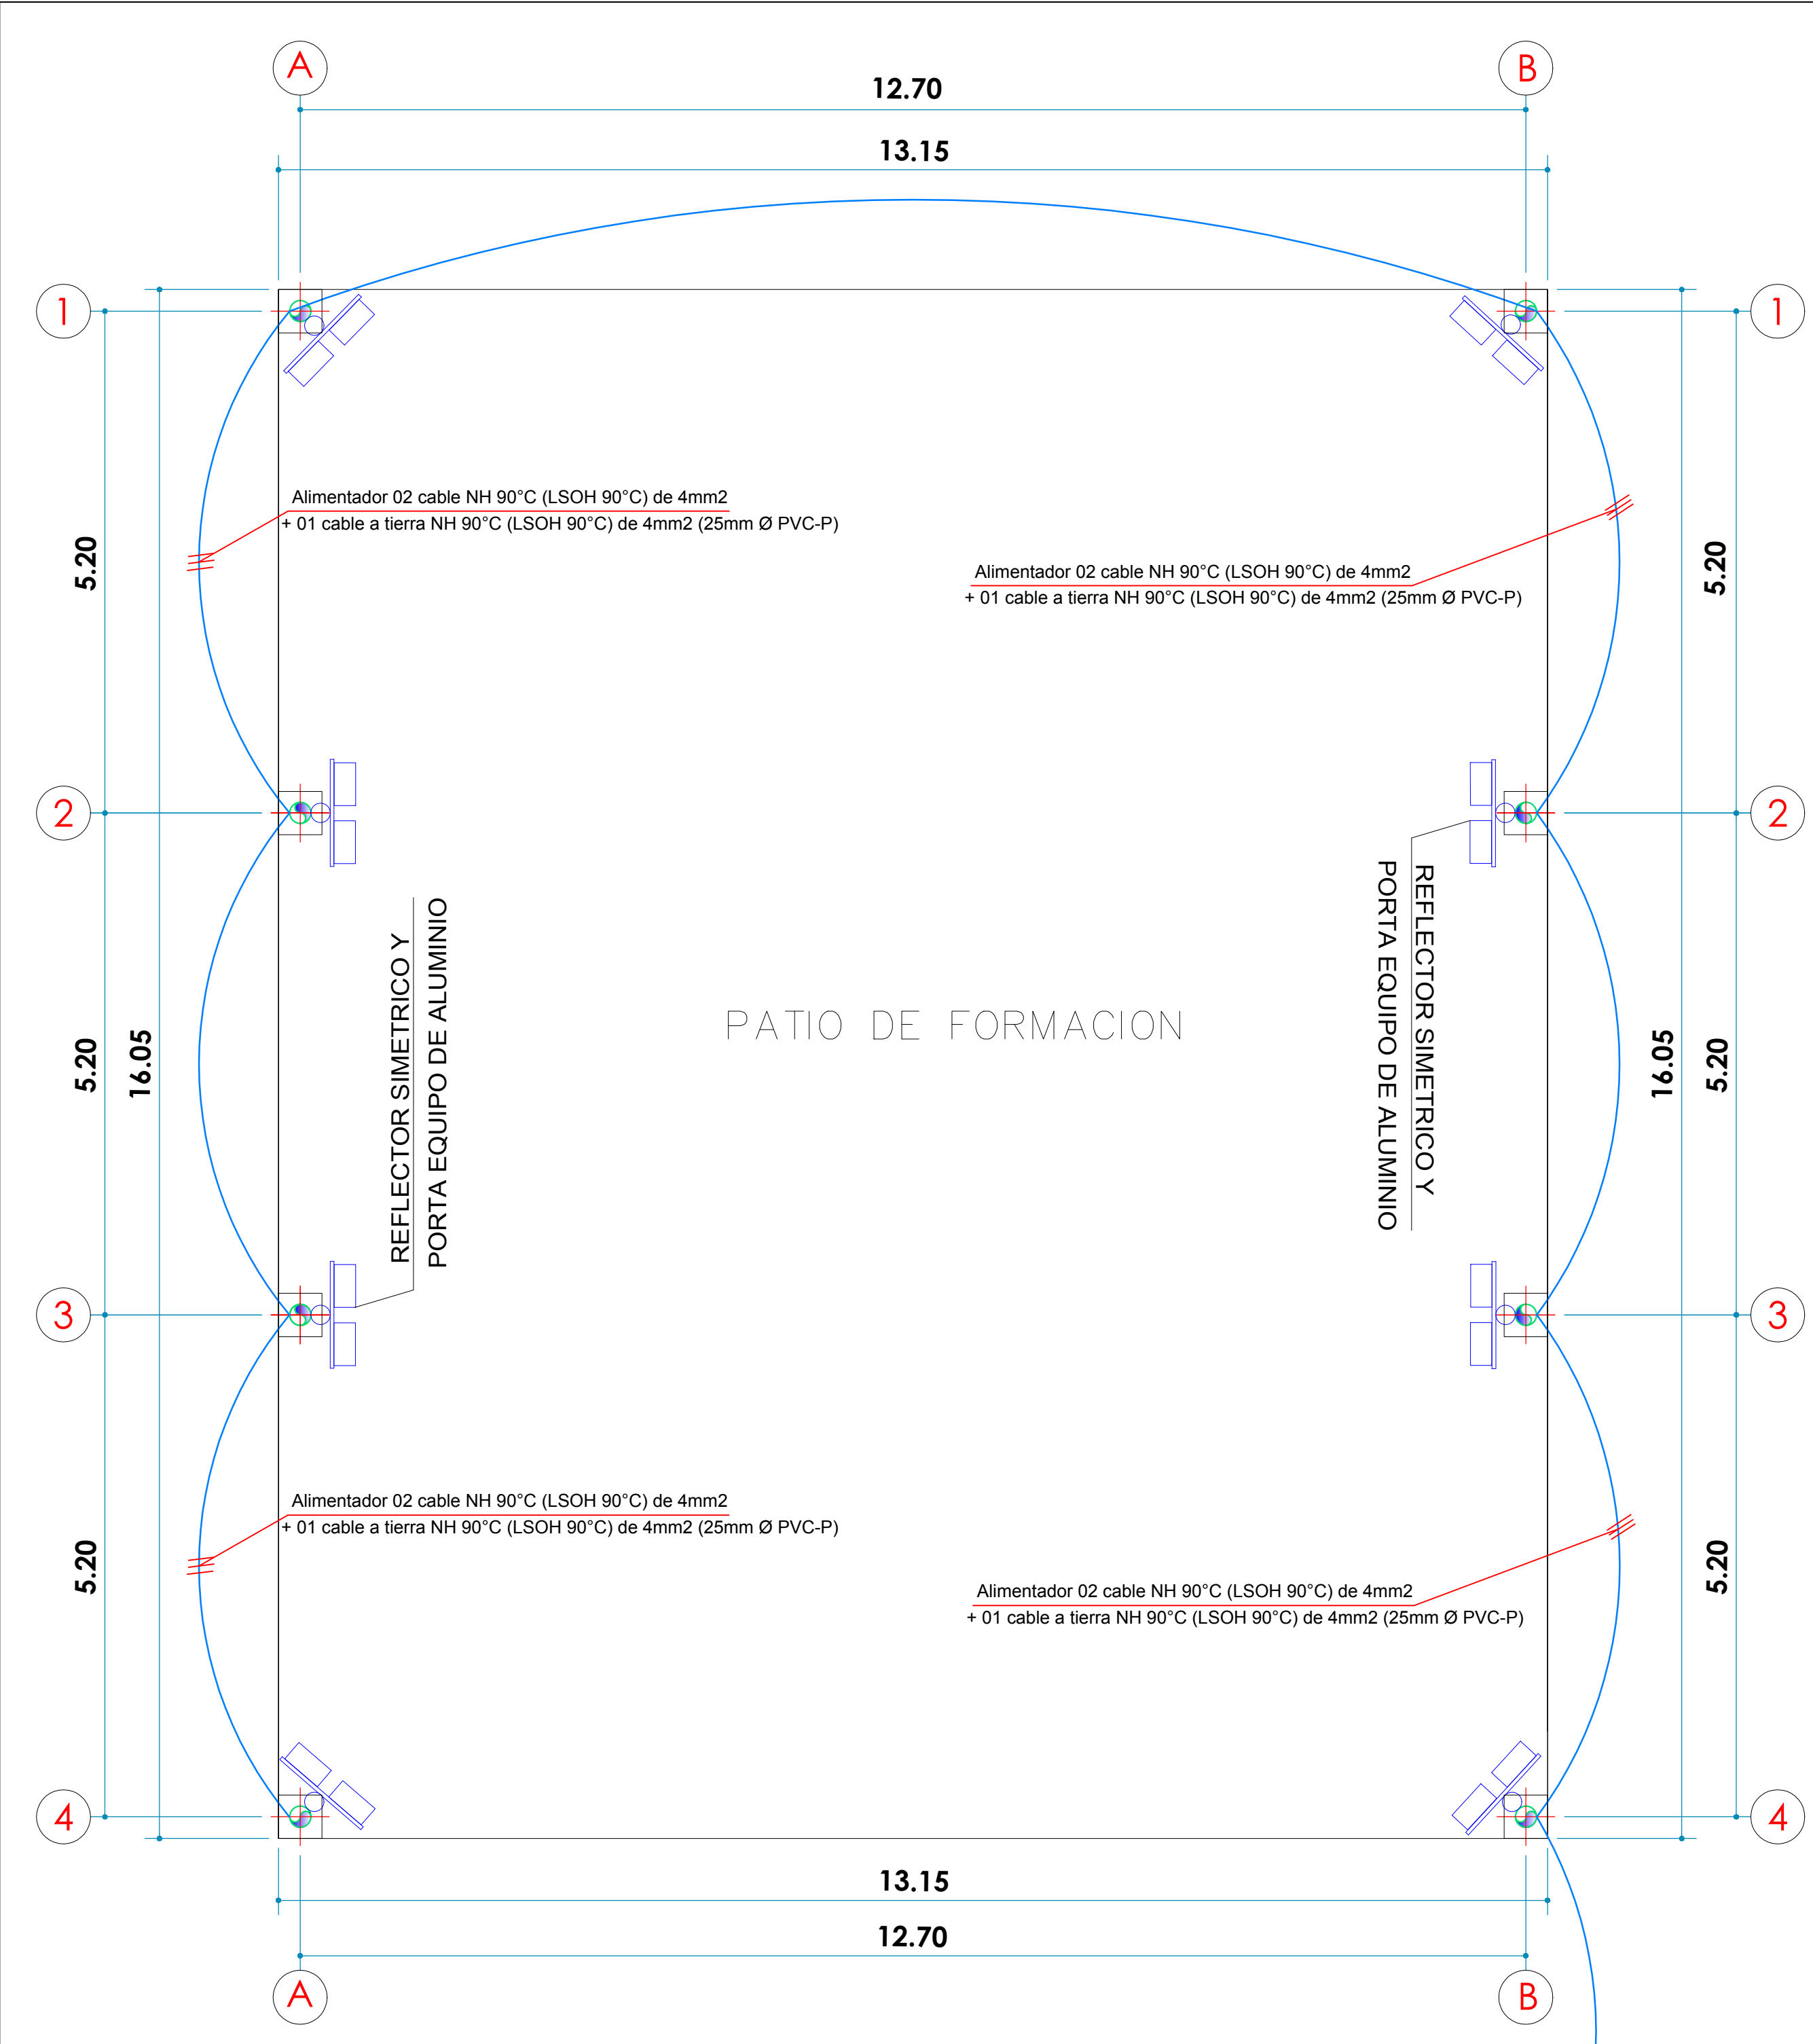 A
B
12.70
13.15
1
1
Alimentador 02 cable NH 90°C (LSOH 90°C) de 4mm2
+ 01 cable a tierra NH 90°C (LSOH 90°C) de 4mm2 (25mm Ø PVC-P)
5.20
5.20
Alimentador 02 cable NH 90°C (LSOH 90°C) de 4mm2
+ 01 cable a tierra NH 90°C (LSOH 90°C) de 4mm2 (25mm Ø PVC-P)
2
2
REFLECTOR SIMETRICO Y
PORTA EQUIPO DE ALUMINIO
REFLECTOR SIMETRICO Y
PORTA EQUIPO DE ALUMINIO
PATIO DE FORMACION
5.20
16.05
16.05
5.20
3
3
Alimentador 02 cable NH 90°C (LSOH 90°C) de 4mm2
+ 01 cable a tierra NH 90°C (LSOH 90°C) de 4mm2 (25mm Ø PVC-P)
5.20
5.20
Alimentador 02 cable NH 90°C (LSOH 90°C) de 4mm2
+ 01 cable a tierra NH 90°C (LSOH 90°C) de 4mm2 (25mm Ø PVC-P)
4
4
13.15
12.70
A
B